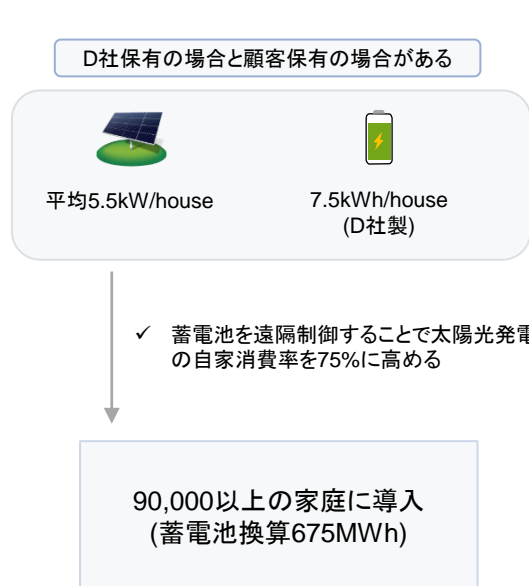 D社保有の場合と顧客保有の場合がある
平均5.5kW/house
7.5kWh/house
(D社製)
✓ 蓄電池を遠隔制御することで太陽光発電
の自家消費率を75%に高める
90,000以上の家庭に導入
(蓄電池換算675MWh)